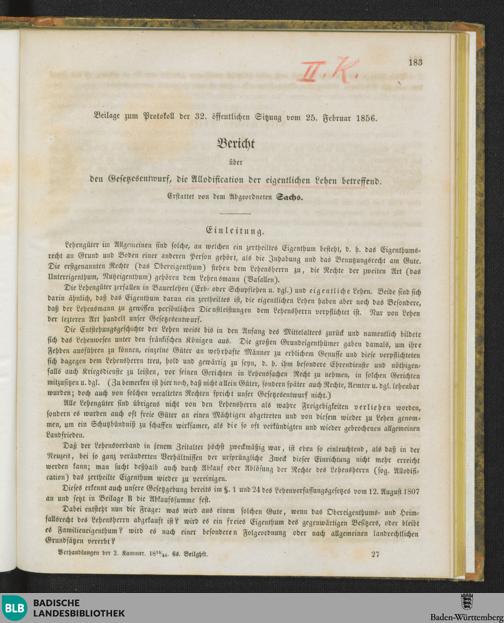 183
II. K.
Beilage zum Protokoll der 32. öffentlichen Sitzung vom 25. Februar 1856.
Bericht
über
den Gesetzesentwurf, die Allodification der eigentlichen Lehen betreffend.
Erstattet von dem Abgeordneten Sachs.
Einleitung.
Lehengüter im Allgemeinen sind solche, an welchen ein zertheiltes Eigenthum besteht, d. h. das Eigenthums-
recht an Grund und Boden einer anderen Person gehört, als die Inhabung und das Benutzungsrecht am Gute.
Die erstgenannten Rechte (das Obereigenthum) stehen dem Lehensherrn zu, die Rechte der zweiten Art (das
Untereigenthum, Nutzeigenthum) gehören dem Lehensmann (Vasallen).
Die Lehengüter zerfallen in Bauerlehen (Erb- oder Schupflehen u. dgl.) und eigentliche Lehen. Beide sind sich
darin ähnlich, daß das Eigenthum daran ein zertheiltes ist, die eigentlichen Lehen haben aber noch das Besondere,
daß der Lehensmann zu gewissen persönlichen Dienstleistungen dem Lehensherrn verpflichtet ist. Nur von Lehen
der letzteren Art handelt unser Gesetzesentwurf.
Die Entstehungsgeschichte der Lehen weist bis in den Anfang des Mittelalters zurück und namentlich bildete
sich das Lehenwesen unter den fränkischen Königen aus. Die großen Grundeigenthümer gaben damals, um ihre
Fehden ausführen zu können, einzelne Güter an wehrhafte Männer zu erblichem Genusse und diese verpflichteten
sich dagegen dem Lehensherrn treu, hold und gewärtig zu seyn, d. h. ihm besondere Ehrendienste und nöthigen-
falls auch Kriegsdienste zu leisten, vor seinen Gerichten in Lehensachen Recht zu nehmen, in solchen Gerichten
mitzusitzen u. dgl. (Zu bemerken ist hier noch, daß nicht allein Güter, sondern später auch Rechte, Aemter u. dgl. lehenbar
wurden; doch auch von solchen veralteten Rechten spricht unser Gesetzesentwurf nicht.)
Alle Lehengüter sind übrigens nicht von den Lehensherrn als wahre Freigebigkeiten verliehen worden,
sondern es wurden auch oft freie Güter an einen Mächtigen abgetreten und von diesem wieder zu Lehen genom-
men, um ein Schutzbündniß zu schaffen wirksamer, als die so oft verkündigten und wieder gebrochenen allgemeinen
Landfrieden.
Daß der Lehensverband in jenem Zeitalter höchst zweckmäßig war, ist eben so einleuchtend, als daß in der
Neuzeit, bei so ganz veränderten Verhältnissen der ursprüngliche Zweck dieser Einrichtung nicht mehr erreicht
werden kann; man sucht deßhalb auch durch Ablauf oder Ablösung der Rechte des Lehensherrn (sog. Allodifi-
cation) das zertheilte Eigenthum wieder zu vereinigen.
Dieses erkennt auch unsere Gesetzgebung bereits im §. 1 und 24 des Lehenverfassungsgesetzes vom 12. August 1807
an und setzt in Beilage B die Ablaufssumme fest.
Dabei entsteht nun die Frage: was wird aus einem solchen Gute, wenn das Obereigenthums- und Heim-
fallsrecht des Lehensherrn abgekauft ist? wird es ein freies Eigenthum des gegenwärtigen Besitzers, oder bleibt
es Familieneigenthum? wird es nach einer besonderen Folgeordnung oder nach allgemeinen landrechtlichen
Grundsätzen vererbt?
Verhandlungen der 2. Kammer. 6s Beilghft.
27
BLB
BADISCHE
LANDESBIBLIOTHEK
Baden-Württemberg